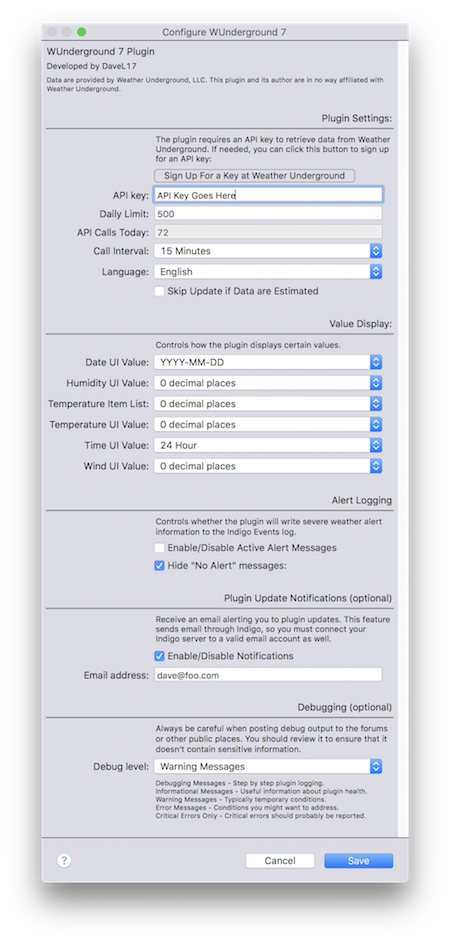 Configure WUnderground 7
WUnderground 7 Plugin
Developed by DaveL17
Data are provided by Weather Underground, LLC. This plugin and its author are in no way affiliated with
Weather Underground.
Plugin Settings:
The plugin requires an API key to retrieve data from Weather
Underground. If needed, you can click this button to sign up
for an API key:
Sign Up For a Key at Weather Underground
API key: API Key Goes Here
Daily Limit: 500
API Calls Today: 72
Call Interval: 15 Minutes
Language: English
Skip Update if Data are Estimated
Value Display:
Controls how the plugin displays certain values.
Date UI Value: YYYY-MM-DD
Humidity UI Value: 0 decimal places
Temperature Item List: 0 decimal places
Temperature UI Value: 0 decimal places
Time UI Value: 24 Hour
Wind UI Value: 0 decimal places
Alert Logging
Controls whether the plugin will write severe weather alert
information to the Indigo Events log.
Enable/Disable Active Alert Messages
Hide "No Alert" messages:
Plugin Update Notifications (optional)
Receive an email alerting you to plugin updates. This feature
sends email through Indigo, so you must connect your
Indigo server to a valid email account as well.
Enable/Disable Notifications
Email address: dave@foo.com
Debugging (optional)
Always be careful when posting debug output to the forums
or other public places. You should review it to ensure that it
doesn't contain sensitive information.
Debug level: Warning Messages
Debugging Messages - Step by step plugin logging.
Informational Messages - Useful information about plugin health.
Warning Messages - Typically temporary conditions.
Error Messages - Conditions you might want to address.
Critical Errors Only - Critical errors should probably be reported.
? Cancel Save